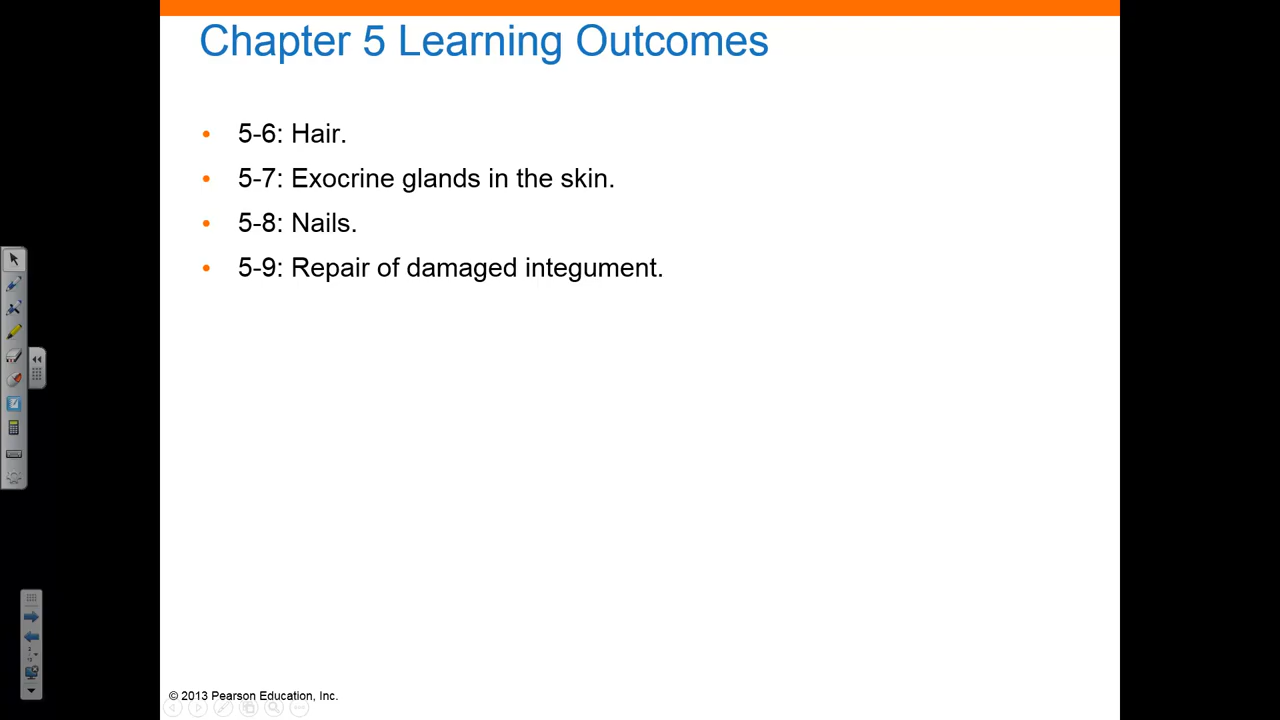 Chapter 5 Learning Outcomes
• 5-6: Hair.
• 5-7: Exocrine glands in the skin.
• 5-8: Nails.
• 5-9: Repair of damaged integument.
© 2013 Pearson Education, Inc.